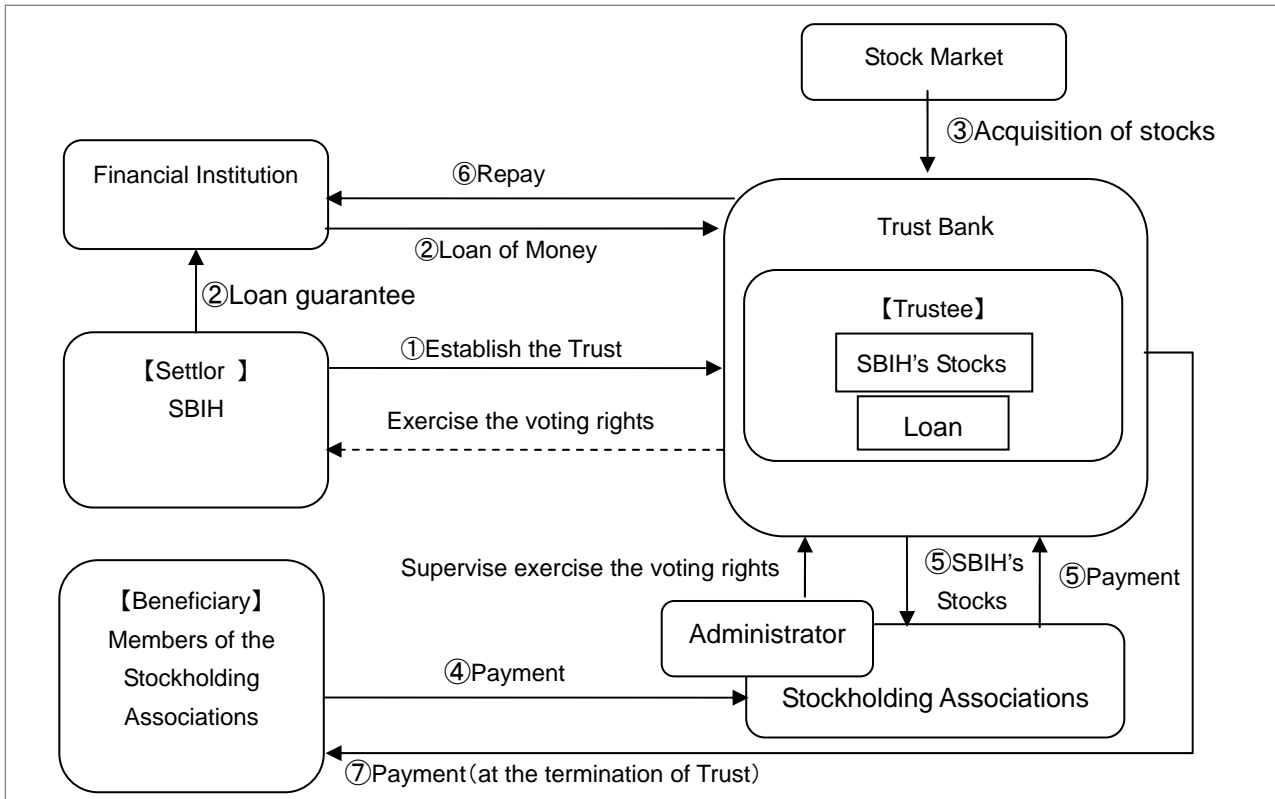 Stock Market
③Acquisition of stocks
Financial Institution
⑥Repay
②Loan of Money
Trust Bank
②Loan guarantee
【Trustee】
SBIH's Stocks
Loan
①Establish the Trust
【Settlor 】
SBIH
Exercise the voting rights
Supervise exercise the voting rights
⑤SBIH's
Stocks
⑤Payment
【Beneficiary】
Members of the
Stockholding
Associations
Administrator
④Payment
Stockholding Associations
⑦Payment(at the termination of Trust)